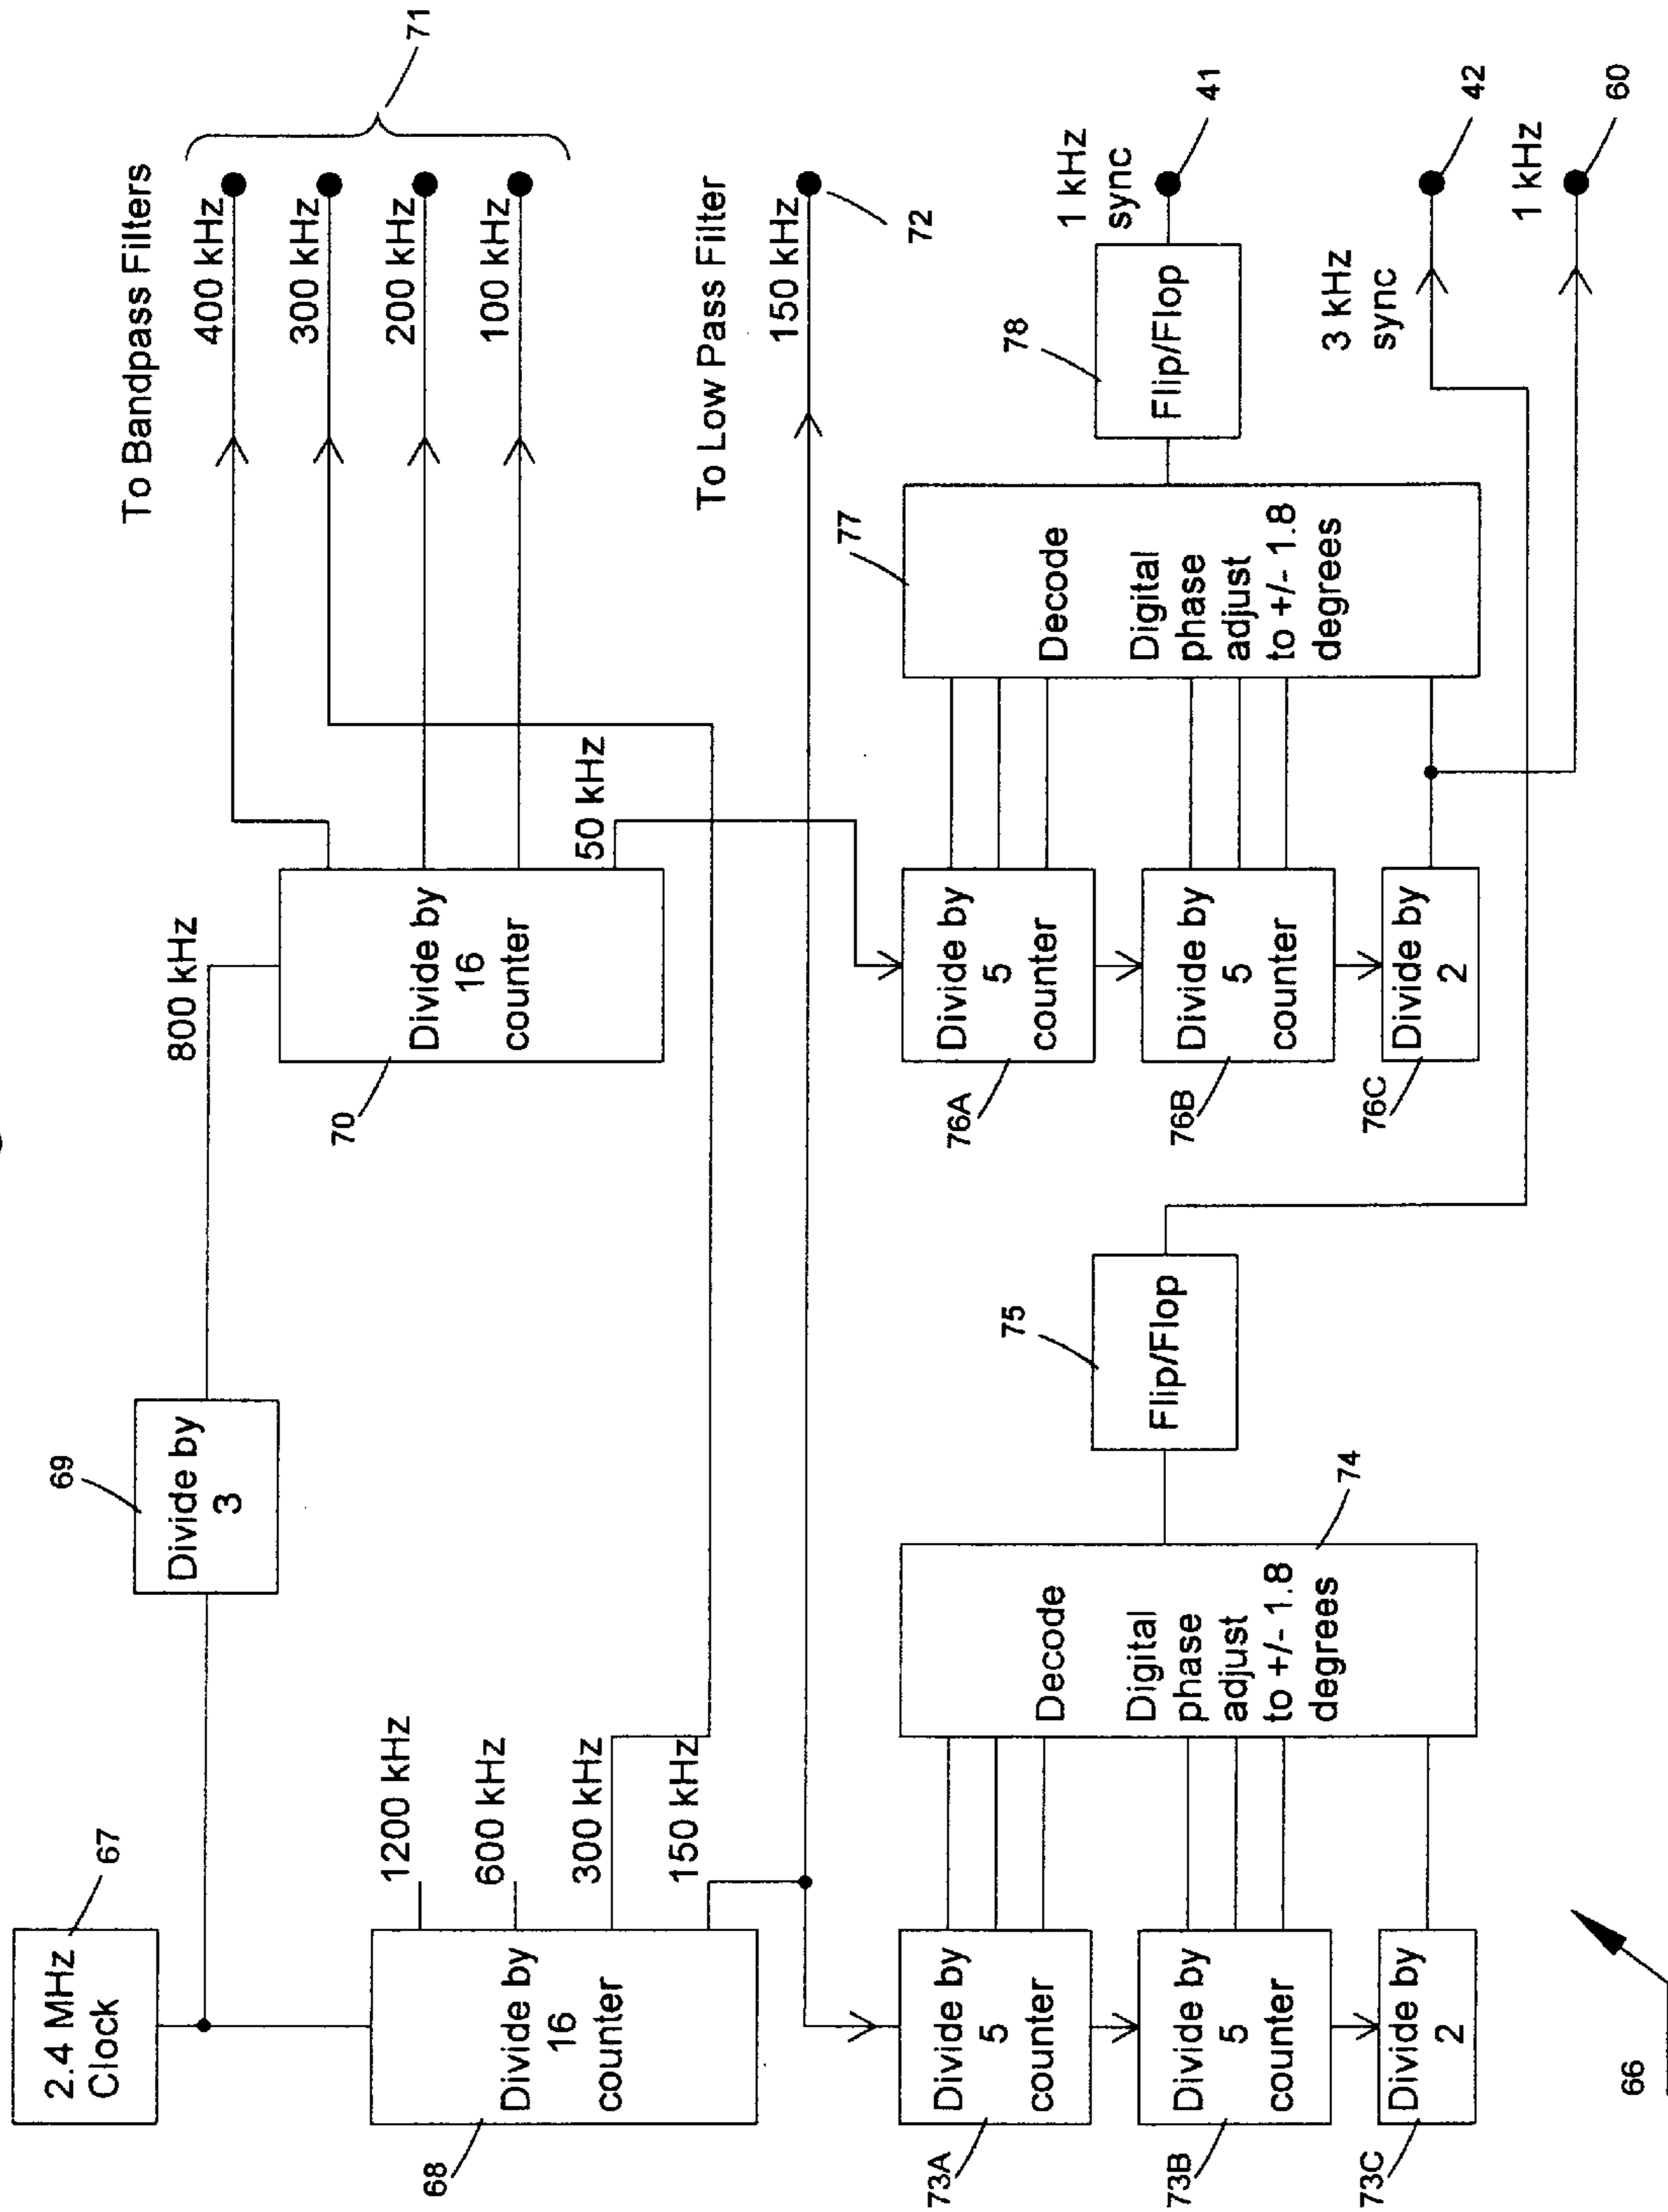 2.4 MHz
Clock
67
69
Divide by
3
800 kHz
To Bandpass Filters
400 kHz
300 kHz
200 kHz
100 kHz
71
68
Divide by
16
counter
1200 kHz
600 kHz
300 kHz
150 kHz
70
Divide by
16
counter
50 kHz
To Low Pass Filter
150 kHz
72
73A
Divide by
5
counter
73B
Divide by
5
counter
73C
Divide by
2
Decode
Digital
phase
adjust
to +/- 1.8
degrees
74
75
Flip/Flop
76A
Divide by
5
counter
76B
Divide by
5
counter
76C
Divide by
2
77
Decode
Digital
phase
adjust
to +/- 1.8
degrees
78
Flip/Flop
1 kHz
sync
41
3 kHz
sync
42
1 kHz
60
66